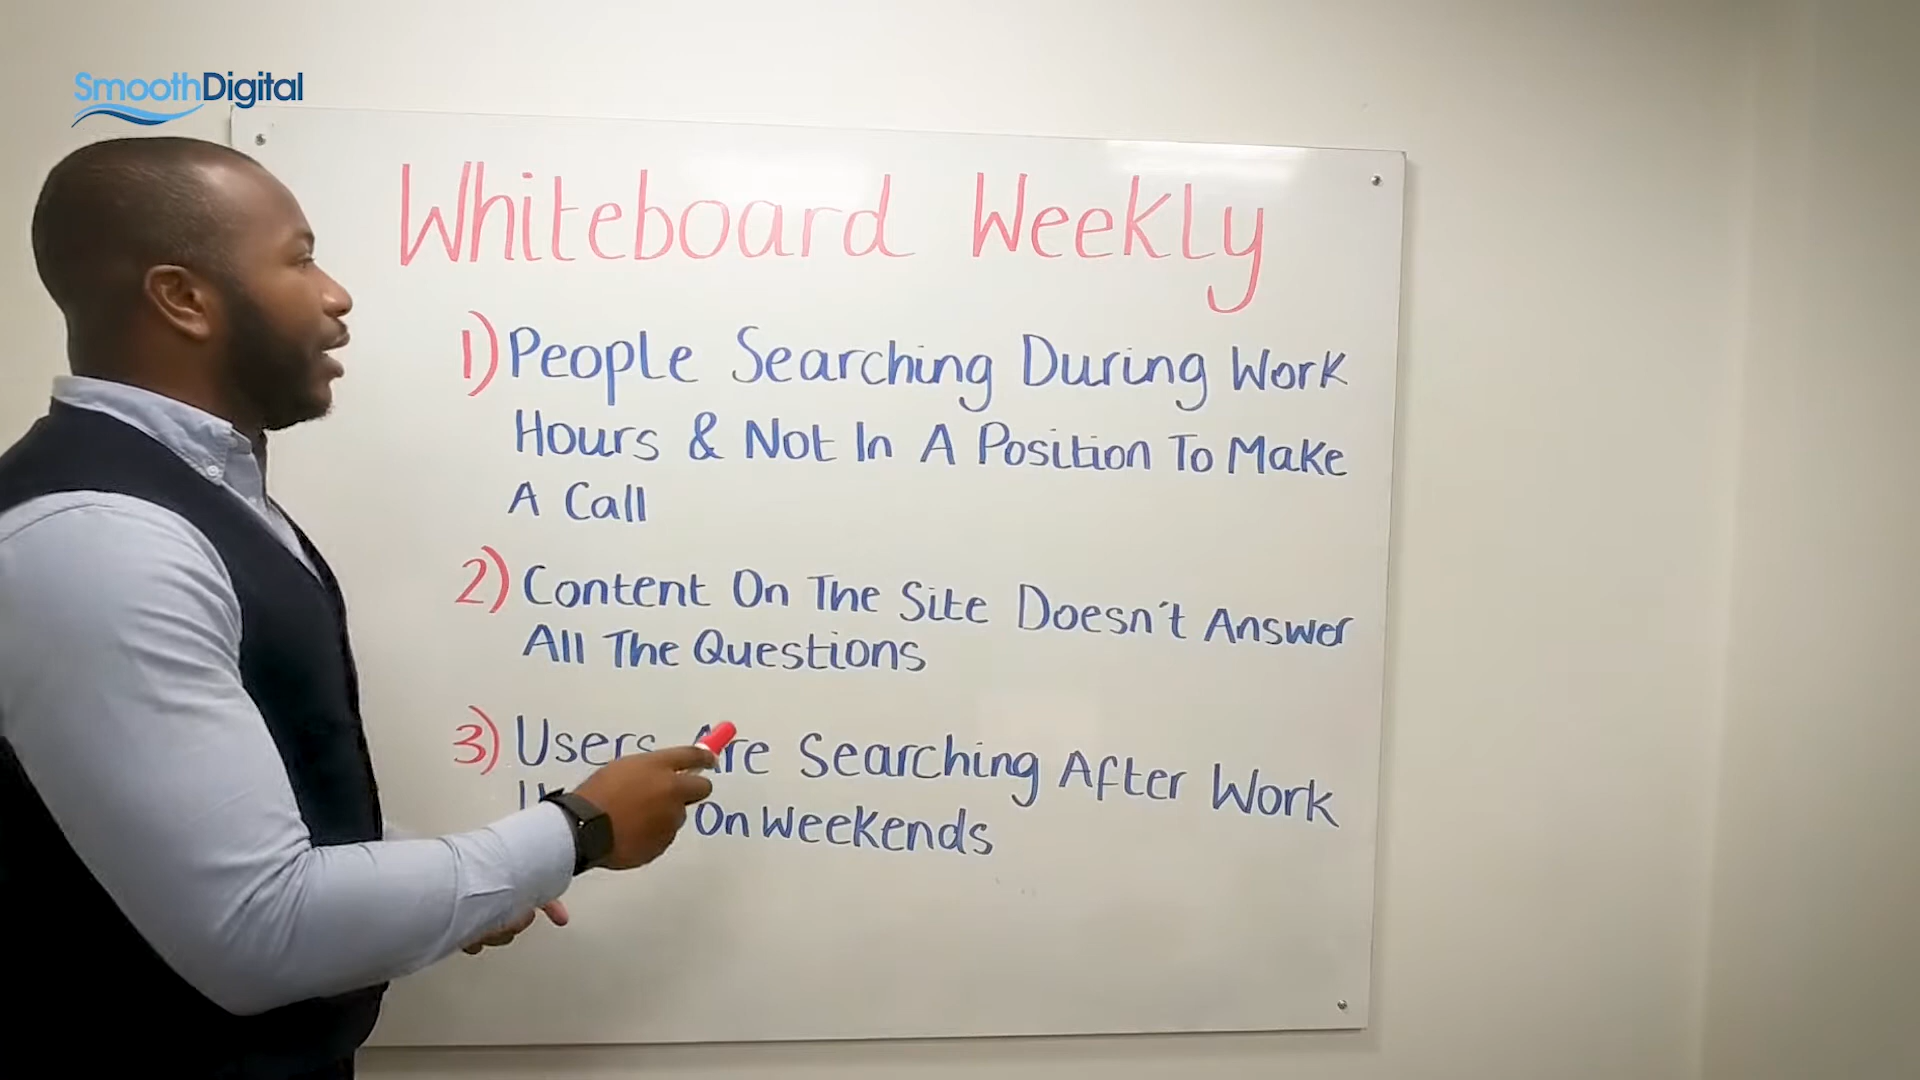 SmoothDigital
Whiteboard Weekly
1) People Searching During Work
Hours & Not In A Position To Make
A Call
2) Content On The Site Doesn't Answer
All The Questions
3) Users Are Searching After Work
On Weekends